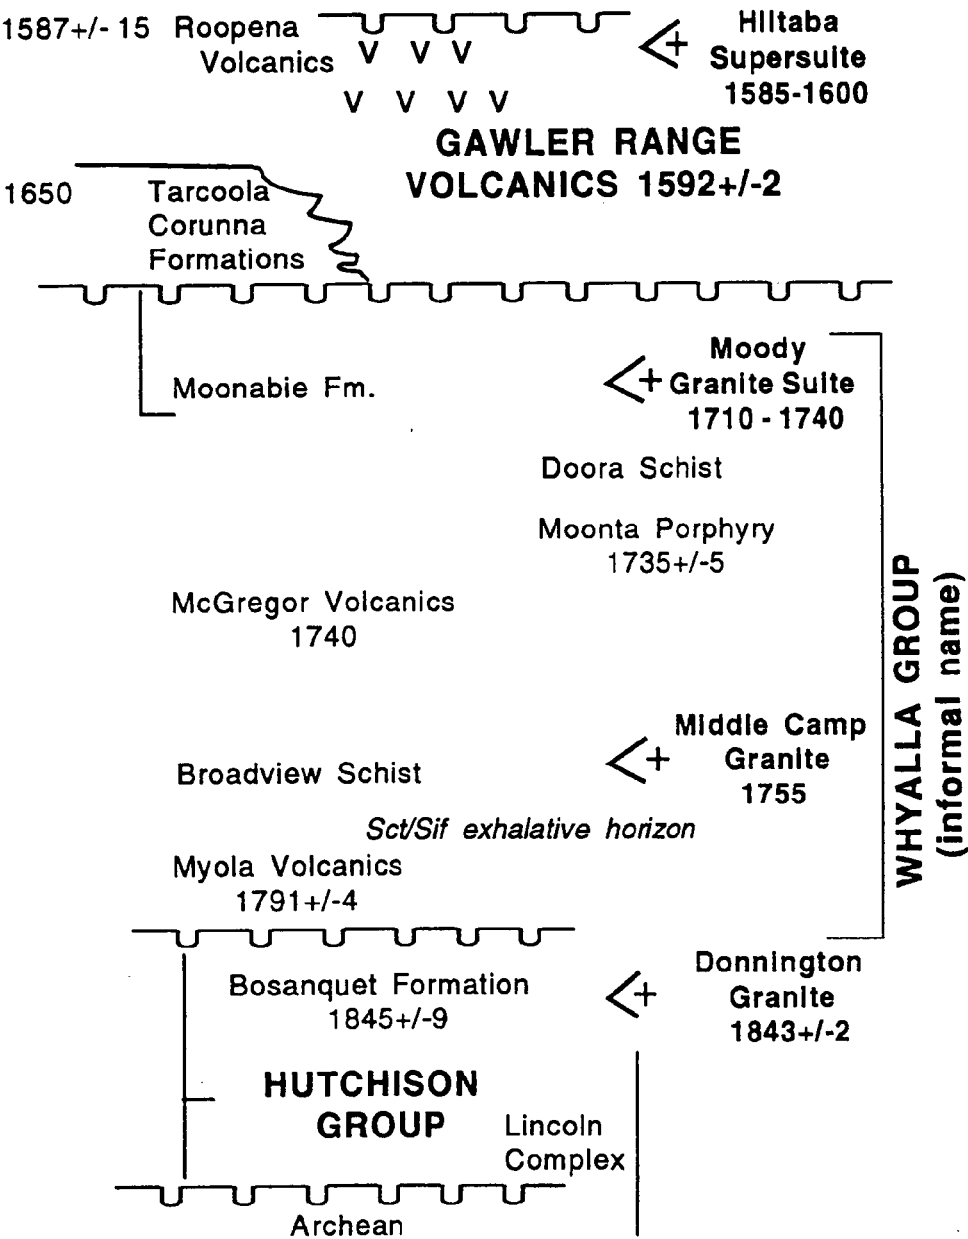 1587+/- 15 Roopena
Volcanics
V V V
V V V V
Hiltaba
Supersuite
1585-1600
GAWLER RANGE
VOLCANICS 1592+/-2
1650
Tarcoola
Corunna
Formations
Moonabie Fm.
+ Moody
Granite Suite
1710 - 1740
Doora Schist
Moonta Porphyry
1735+/-5
McGregor Volcanics
1740
Middle Camp
+ Granite
1755
Broadview Schist
Sct/Sif exhalative horizon
Myola Volcanics
1791+/-4
WHYALLA GROUP
(informal name)
Bosanquet Formation
1845+/-9
+ Donnington
Granite
1843+/-2
HUTCHISON
GROUP
Lincoln
Complex
Archean